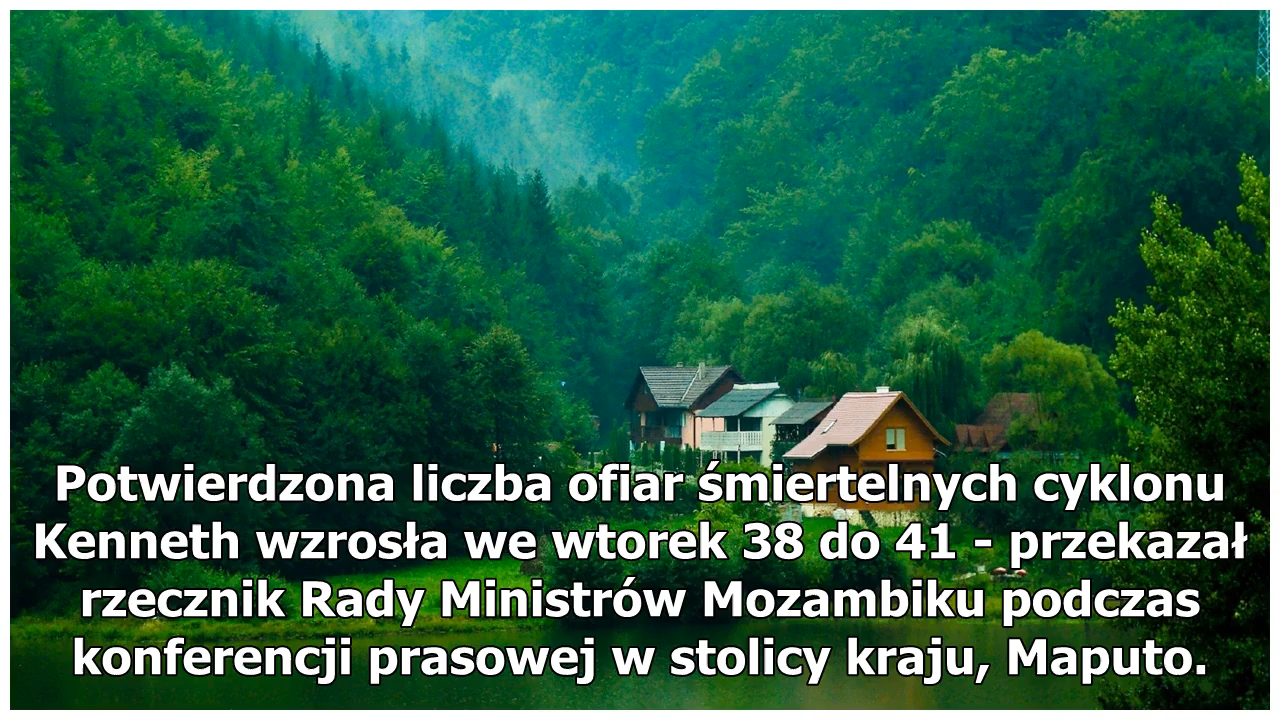 Potwierdzona liczba ofiar śmiertelnych cyklonu
Kenneth wzrosła we wtorek 38 do 41 - przekazał
rzecznik Rady Ministrów Mozambiku podczas
konferencji prasowej w stolicy kraju, Maputo.